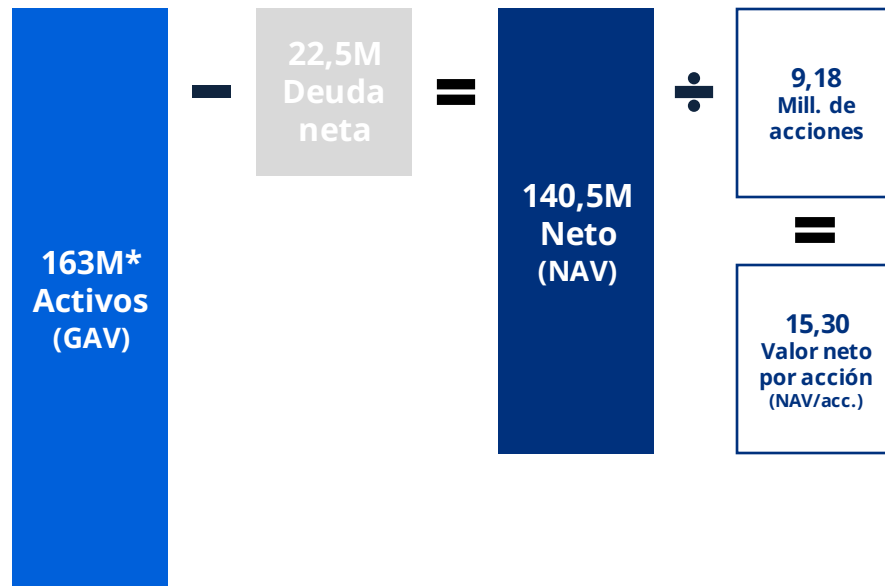 163M*
Activos
(GAV)
22,5M
Deuda
neta
140,5M
Neto
(NAV)
9,18
Mill. de
acciones
15,30
Valor neto
por acción
(NAV/acc.)